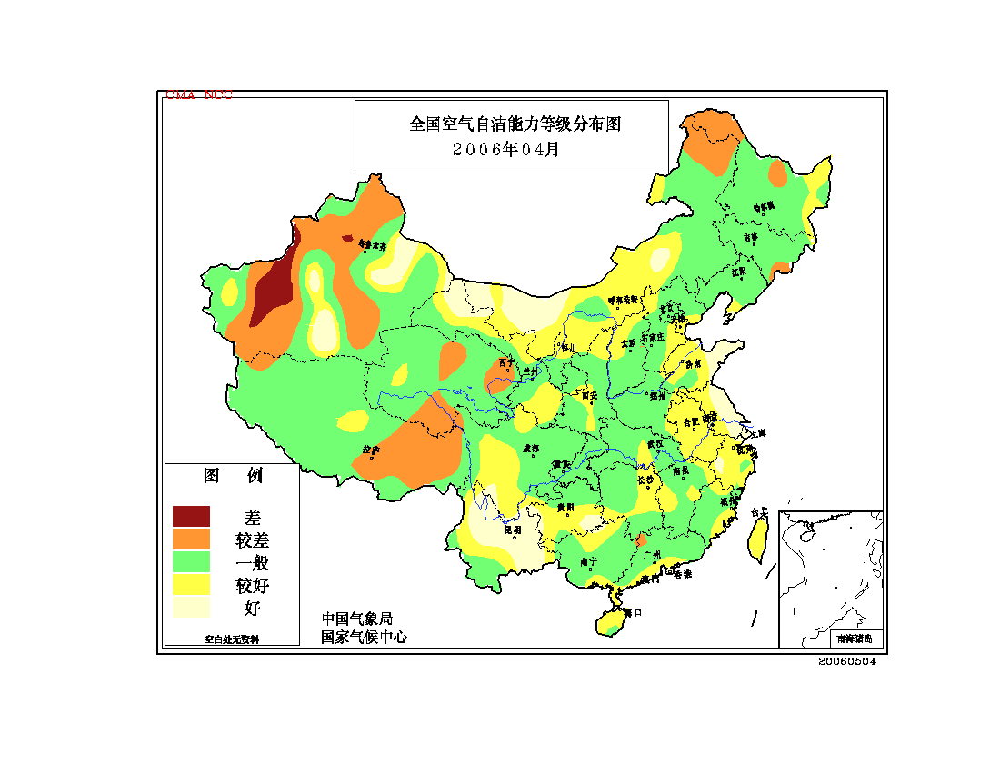 CMA NCC
全国空气自洁能力等级分布图
2006年04月
哈尔滨
吉林
沈阳
乌鲁木齐
呼和浩特
北京
天津
银川
太原
石家庄
济南
西宁
兰州
西安
郑州
合肥
南京
上海
拉萨
成都
武汉
杭州
重庆
长沙
南昌
贵阳
福州
昆明
台北
南宁
广州
澳门
香港
海口
图 例
差
较差
一般
较好
好
空白处无资料
中国气象局
国家气候中心
南海诸岛
20060504